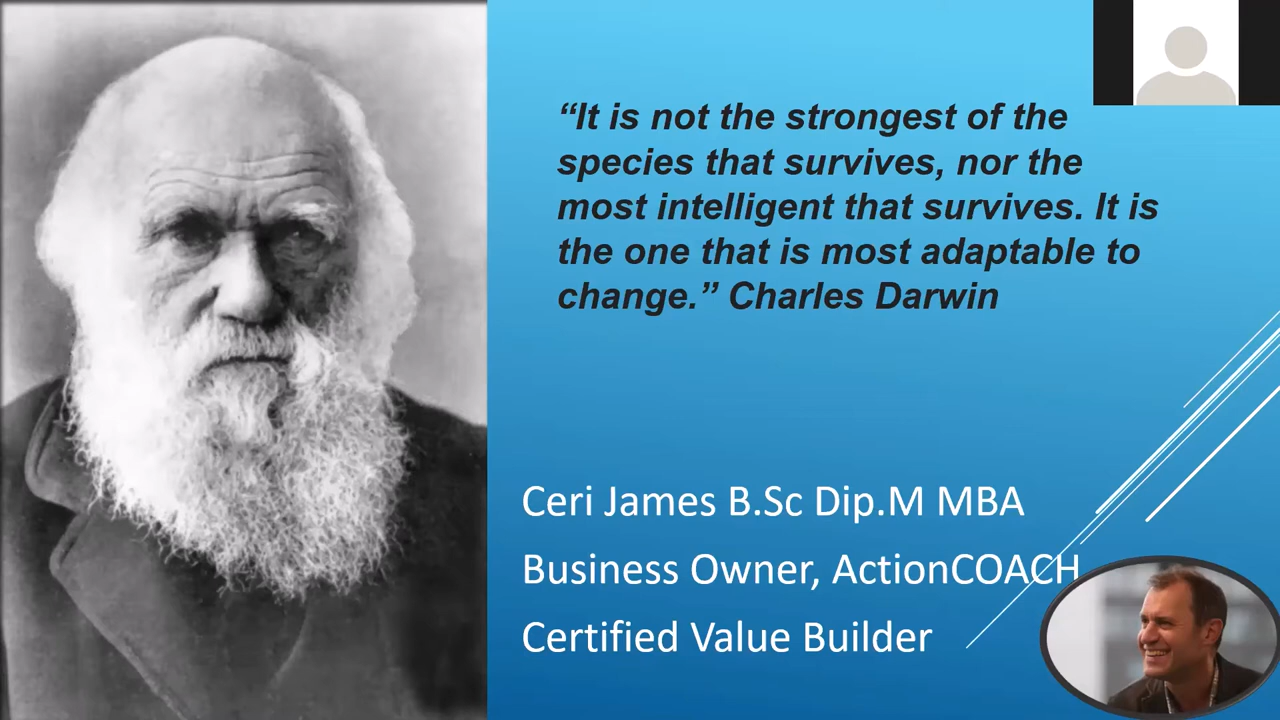 “It is not the strongest of the
species that survives, nor the
most intelligent that survives. It is
the one that is most adaptable to
change.” Charles Darwin
Ceri James B.Sc Dip.M MBA
Business Owner, ActionCOACH
Certified Value Builder